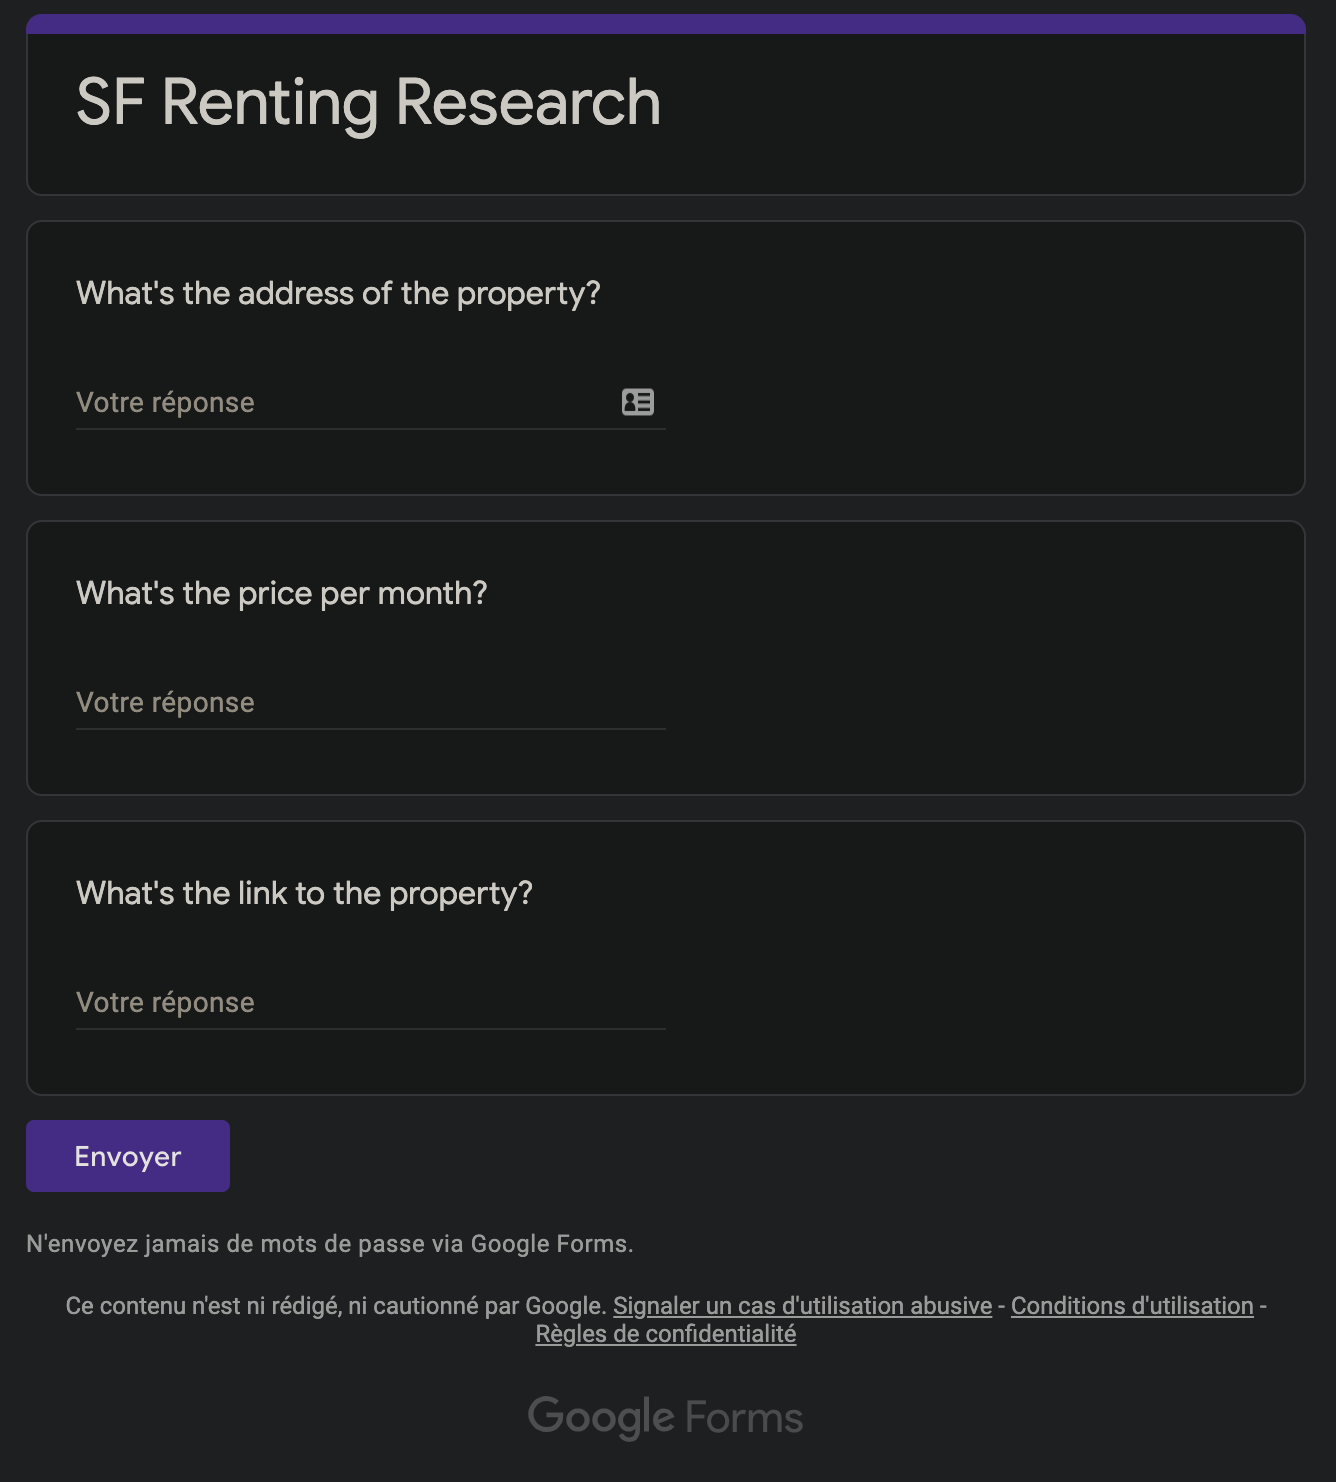 SF Renting Research
What's the address of the property?
Votre réponse
What's the price per month?
Votre réponse
What's the link to the property?
Votre réponse
Envoyer
N'envoyez jamais de mots de passe via Google Forms.
Ce contenu n'est ni rédigé, ni cautionné par Google. Signaler un cas d'utilisation abusive - Conditions d'utilisation -
Règles de confidentialité
Google Forms